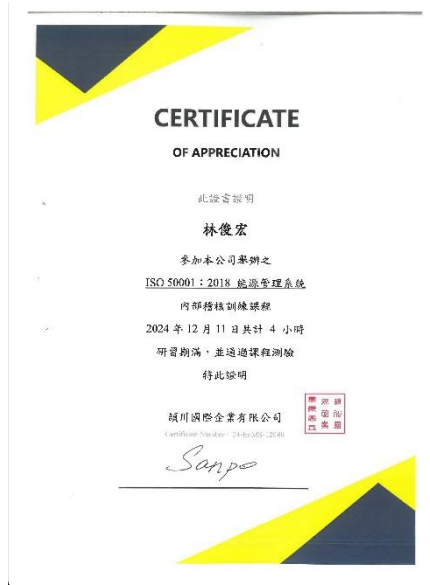 CERTIFICATE
OF APPRECIATION
此證書證明
林俊宏
參加本公司舉辦之
ISO 50001：2018 能源管理系統
內部稽核訓練課程
2024 年 12 月 11 日共計 4 小時
研習期滿，並通過課程測驗
特此證明
頴川國際企業有限公司
Certificate Number :
Sanpo